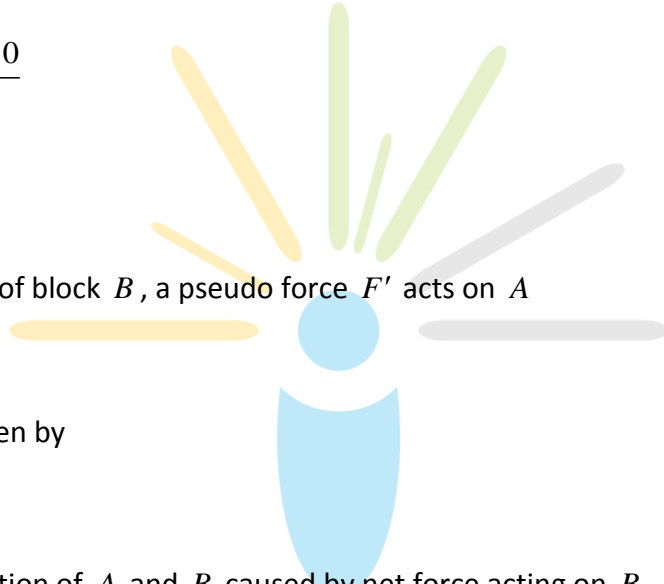 0
of block B, a pseudo force F′ acts on A
en by
tion of A and B caused by net force acting on B